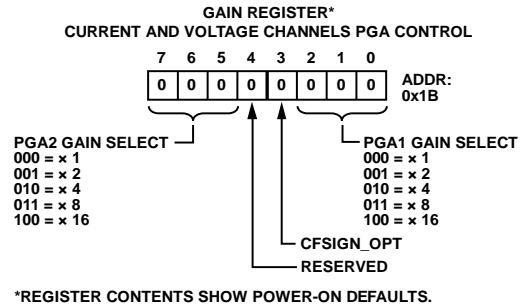 GAIN REGISTER*
CURRENT AND VOLTAGE CHANNELS PGA CONTROL
7 6 5 4 3 2 1 0
0 0 0 0 0 0 0 0
ADDR:
0x1B
PGA2 GAIN SELECT
000 = × 1
001 = × 2
010 = × 4
011 = × 8
100 = × 16
PGA1 GAIN SELECT
000 = × 1
001 = × 2
010 = × 4
011 = × 8
100 = × 16
CFSIGN_OPT
RESERVED
*REGISTER CONTENTS SHOW POWER-ON DEFAULTS.